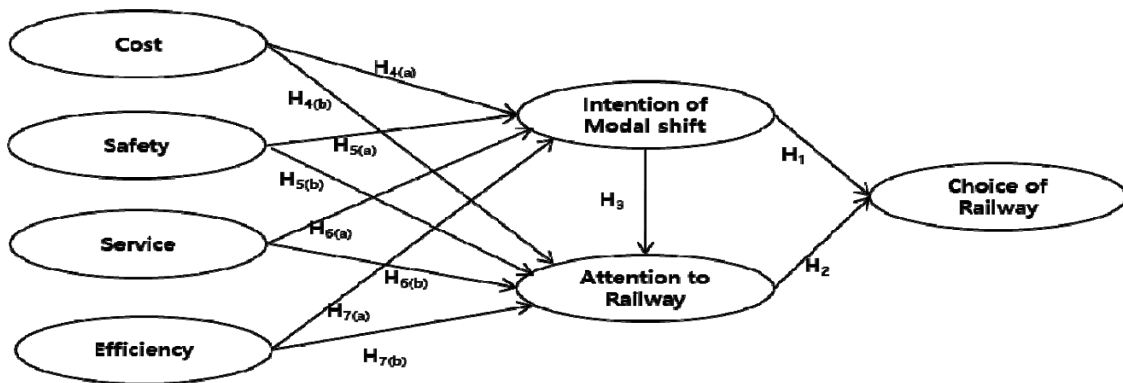 Cost
H4(a)
H4(b)
Intention of
Modal shift
Safety
H5(a)
H5(b)
H1
H3
Choice of
Railway
Service
H6(a)
H6(b)
Attention to
Railway
H2
H7(a)
Efficiency
H7(b)